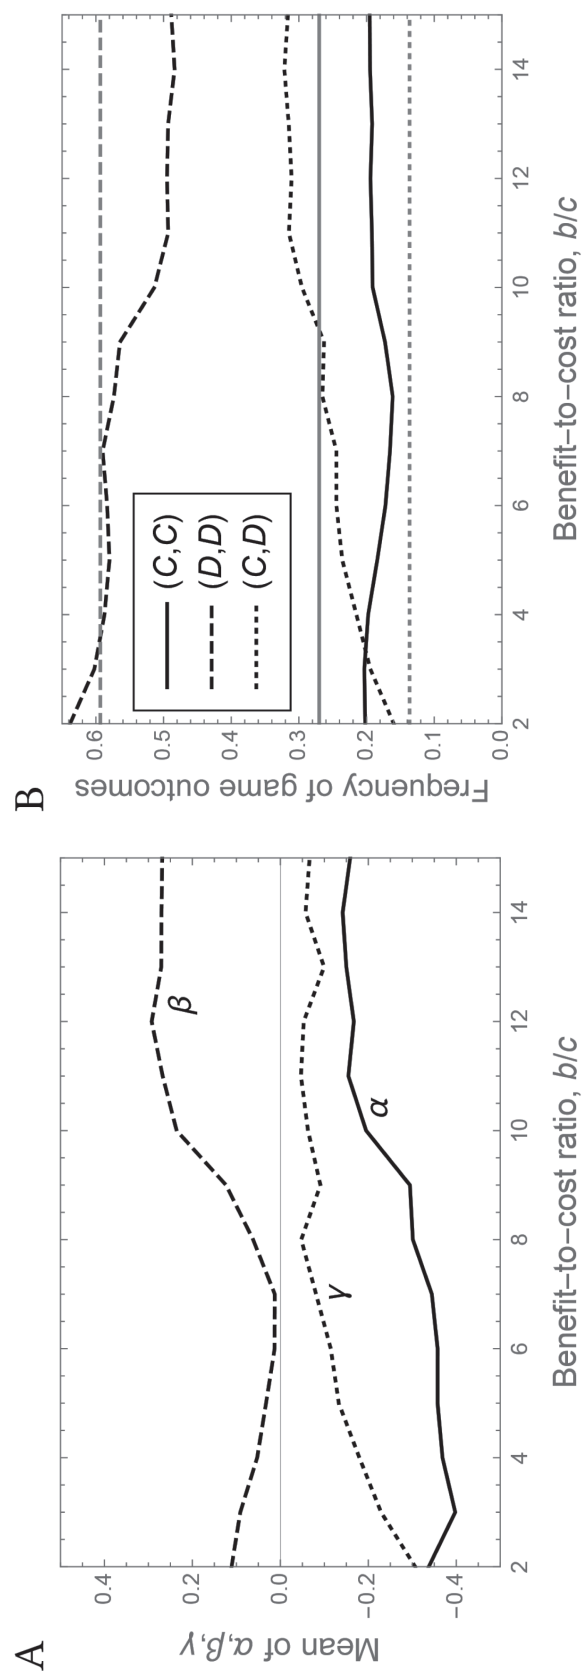 A
Mean of α,β,γ
0.4
0.2
0.0
−0.2
−0.4
β
γ
α
2 4 6 8 10 12 14
Benefit−to−cost ratio, b/c
B
Frequency of game outcomes
0.6
0.5
0.4
0.3
0.2
0.1
0.0
(C,C)
(D,D)
(C,D)
2 4 6 8 10 12 14
Benefit−to−cost ratio, b/c